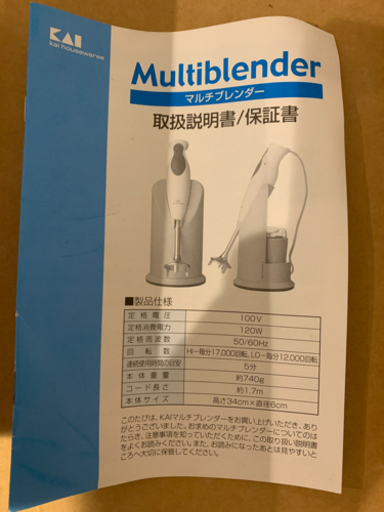 KAI
kai housewares
Multiblender
マルチブレンダー
取扱説明書/保証書
■製品仕様
定格電圧 100V
定格消費電力 120W
定格周波数 50/60Hz
回転数 HI−毎分17,000回転, LO−毎分12,000回転
連続使用時間の目安 5分
本体重量 約740g
コード長さ 約1.7m
本体サイズ 高さ34cm×直径6cm
このたびは、KAIマルチブレンダーをお買い上げいただき、あり
がとうございました。お求めのマルチブレンダーについてのは
たらき、注意事項を知っていただくために、この取り扱い説明書
をよくお読みください。また、お読みになったあとは見やすいと
ころへ大切に保管してください。